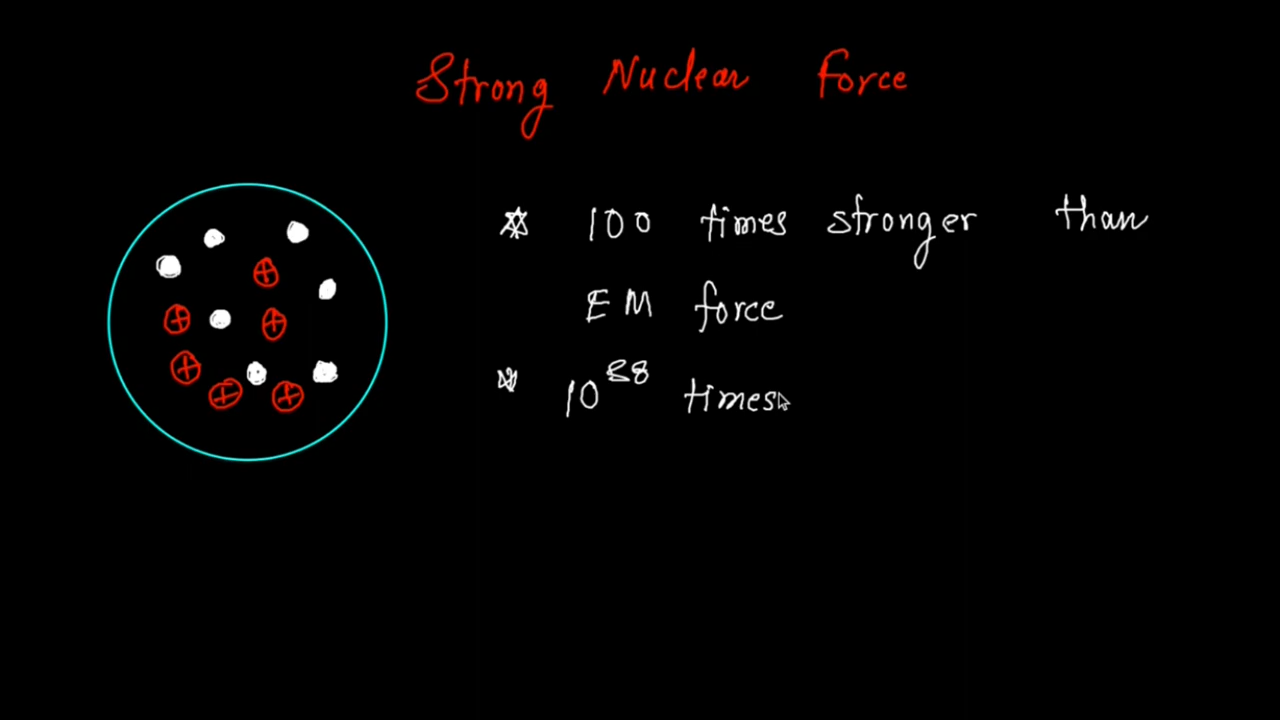 Strong Nuclear force
* 100 times stronger than
EM force
* 10³⁸ times